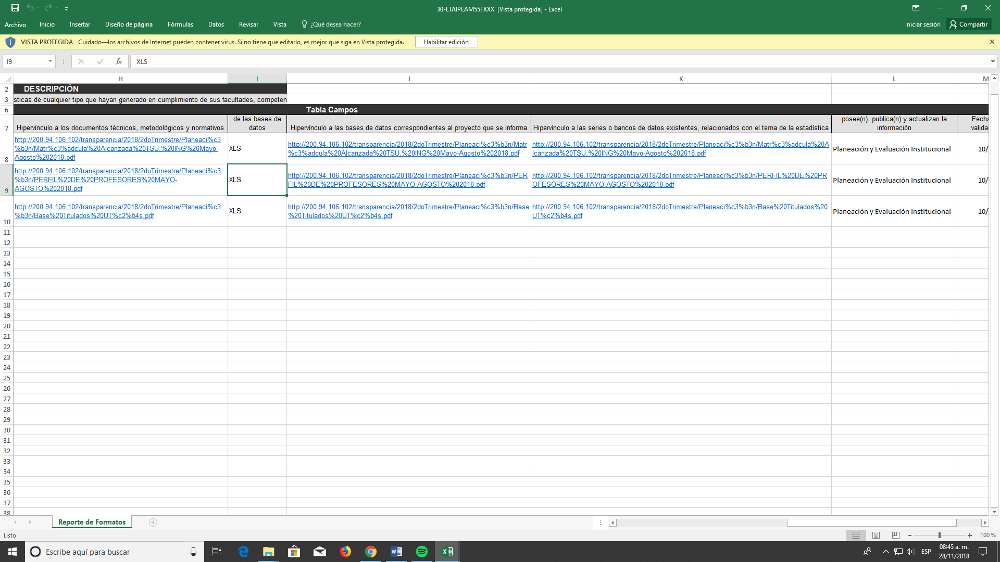 30-LTAIPEAM55FXXX [Vista protegida] - Excel
Archivo Inicio Insertar Diseño de página Fórmulas Datos Revisar Vista ¿Qué desea hacer? Iniciar sesión Compartir
VISTA PROTEGIDA Cuidado—los archivos de Internet pueden contener virus. Si no tiene que editarlo, es mejor que siga en Vista protegida. Habilitar edición
I9 fx XLS
H I J K L M
2 DESCRIPCIÓN
3 sticas de cualquier tipo que hayan generado en cumplimiento de sus facultades, competen
6 Tabla Campos
7 Hipervínculo a los documentos técnicos, metodológicos y normativos
de las bases de
datos
Hipervínculo a las bases de datos correspondientes al proyecto que se informa
Hipervínculo a las series o bancos de datos existentes, relacionados con el tema de la estadística
posee(n), publica(n) y actualizan la
información
Fecha
valida
8
http://200.94.106.102/transparencia/2018/2doTrimestre/Planeaci%c3
%b3n/Matr%c3%adcula%20Alcanzada%20TSU,%20ING%20Mayo-
Agosto%202018.pdf
XLS
http://200.94.106.102/transparencia/2018/2doTrimestre/Planeaci%c3%b3n/Matr
%c3%adcula%20Alcanzada%20TSU,%20ING%20Mayo-Agosto%202018.pdf
http://200.94.106.102/transparencia/2018/2doTrimestre/Planeaci%c3%b3n/Matr%c3%adcula%20A
lcanzada%20TSU,%20ING%20Mayo-Agosto%202018.pdf
Planeación y Evaluación Institucional
10/
9
http://200.94.106.102/transparencia/2018/2doTrimestre/Planeaci%c3
%b3n/PERFIL%20DE%20PROFESORES%20MAYO-
AGOSTO%202018.pdf
XLS
http://200.94.106.102/transparencia/2018/2doTrimestre/Planeaci%c3%b3n/PER
FIL%20DE%20PROFESORES%20MAYO-AGOSTO%202018.pdf
http://200.94.106.102/transparencia/2018/2doTrimestre/Planeaci%c3%b3n/PERFIL%20DE%20PR
OFESORES%20MAYO-AGOSTO%202018.pdf
Planeación y Evaluación Institucional
10/
10
http://200.94.106.102/transparencia/2018/2doTrimestre/Planeaci%c3
%b3n/Base%20Titulados%20UT%c2%b4s.pdf
XLS
http://200.94.106.102/transparencia/2018/2doTrimestre/Planeaci%c3%b3n/Base
%20Titulados%20UT%c2%b4s.pdf
http://200.94.106.102/transparencia/2018/2doTrimestre/Planeaci%c3%b3n/Base%20Titulados%20
UT%c2%b4s.pdf
Planeación y Evaluación Institucional
10/
11
12
13
14
15
16
17
18
19
20
21
22
23
24
25
26
27
28
29
30
31
32
33
34
35
36
37
38
Reporte de Formatos
Listo 100 %
Escribe aquí para buscar
ESP
08:45 a. m.
28/11/2018